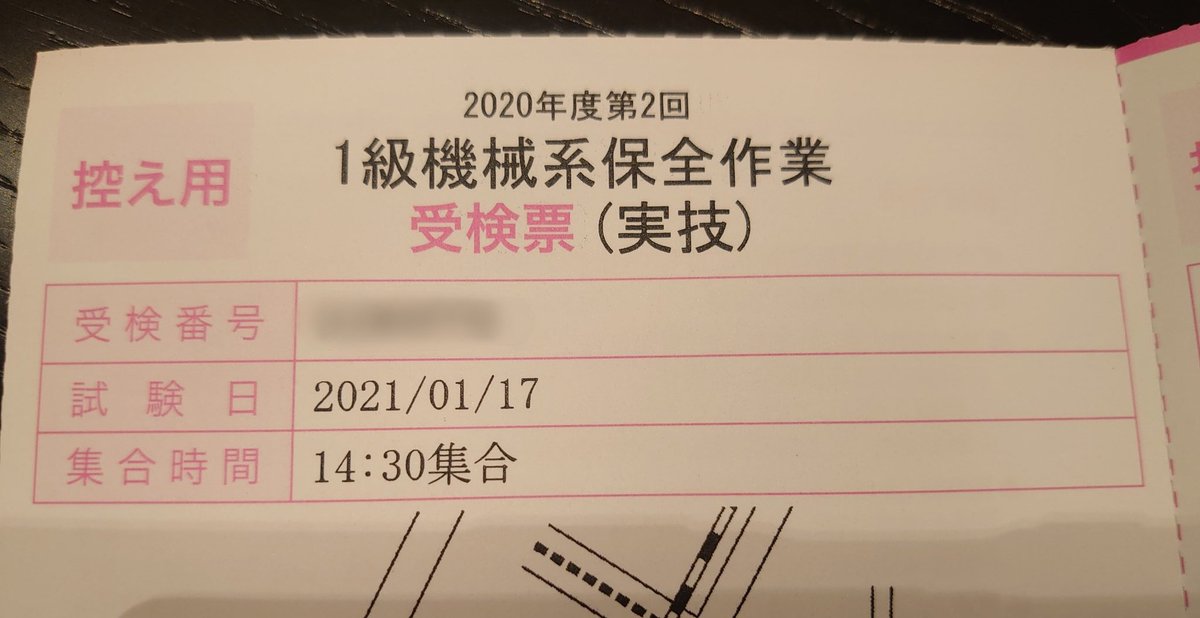 2020年度第2回
控え用
1級機械系保全作業
受検票(実技)
受検番号
試験日 2021/01/17
集合時間 14:30集合